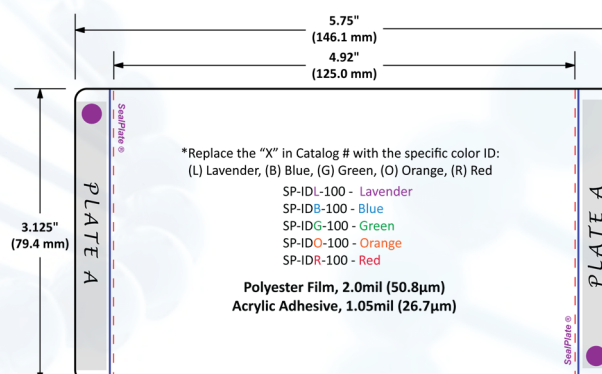 5.75"
(146.1 mm)
4.92"
(125.0 mm)
SealPlate ®
*Replace the “X” in Catalog # with the specific color ID:
(L) Lavender, (B) Blue, (G) Green, (O) Orange, (R) Red
SP-IDL-100 - Lavender
SP-IDB-100 - Blue
SP-IDG-100 - Green
SP-IDO-100 - Orange
SP-IDR-100 - Red
PLATE A
3.125"
(79.4 mm)
PLATE A
Polyester Film, 2.0mil (50.8µm)
Acrylic Adhesive, 1.05mil (26.7µm)
SealPlate ®